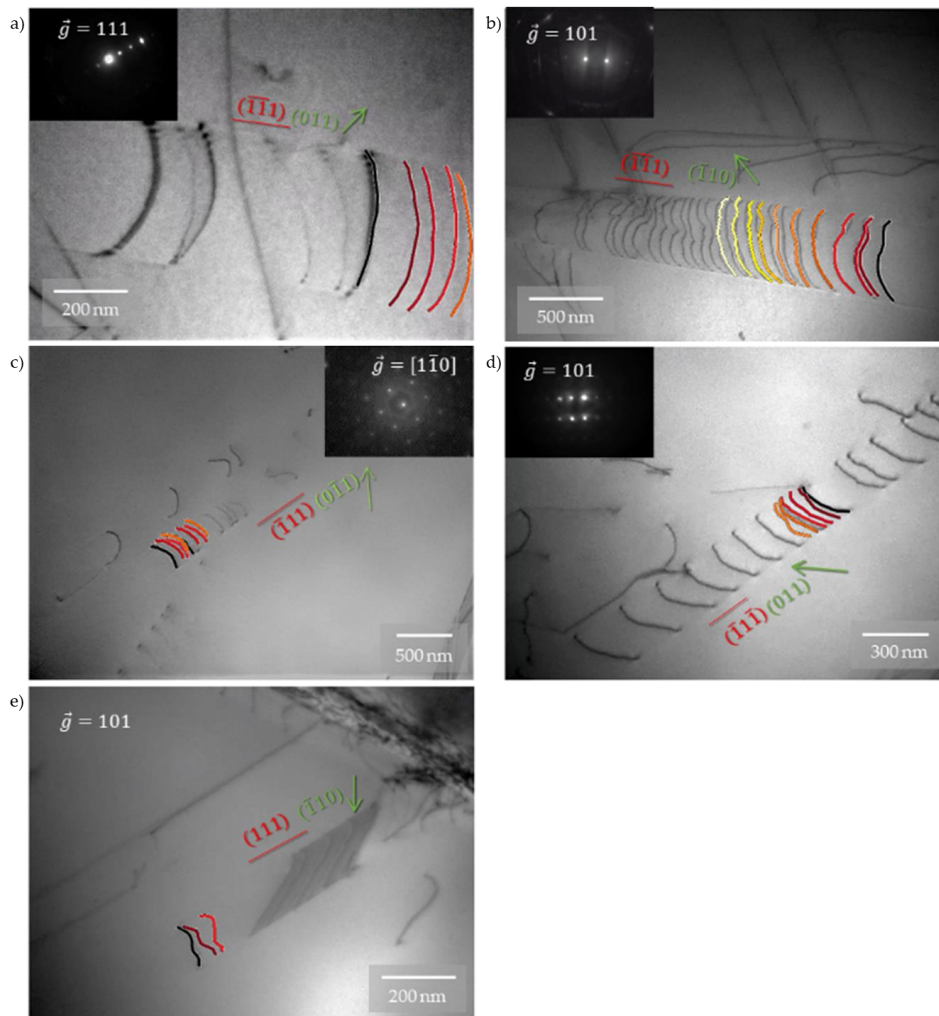 a)
g⃗ = 111
(1̅1̅1) (011)
200 nm
b)
g⃗ = 101
(1̅1̅1) (1̅10)
500 nm
c)
g⃗ = [11̅0]
(1̅11) (01̅1)
500 nm
d)
g⃗ = 101
(1̅11̅) (011)
300 nm
e)
g⃗ = 101
(111) (1̅10)
200 nm